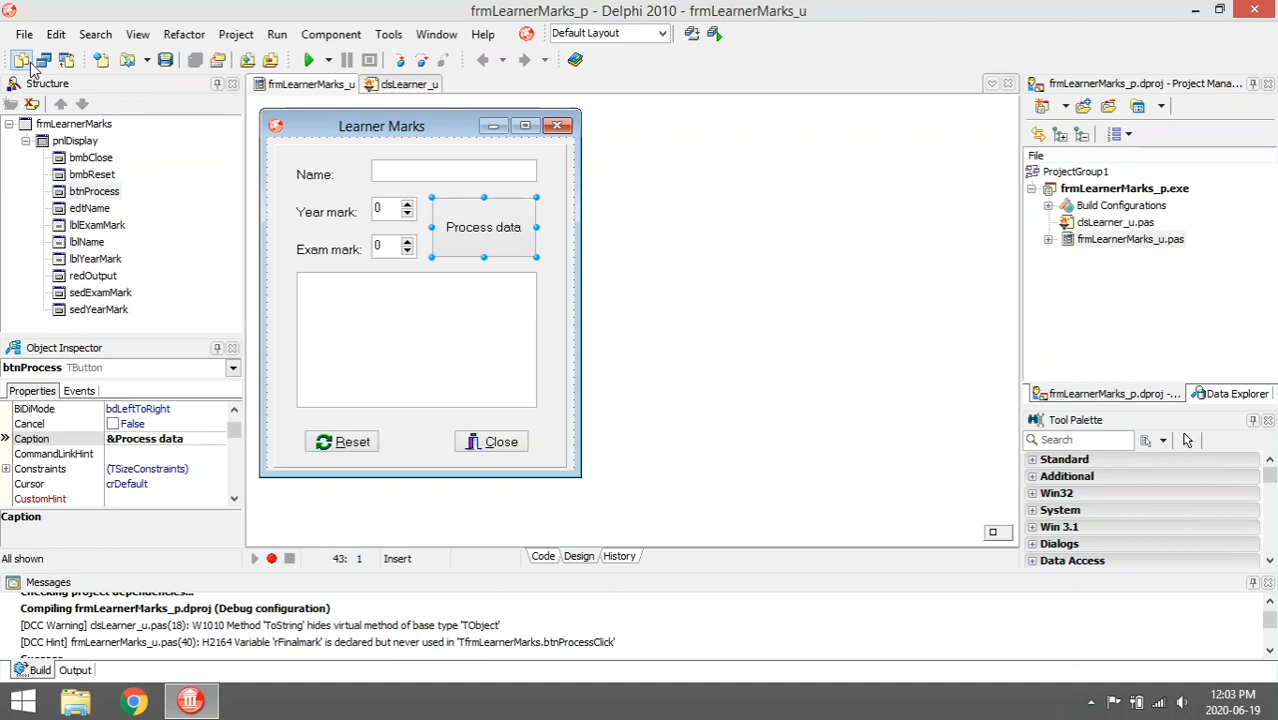 frmLearnerMarks_p - Delphi 2010 - frmLearnerMarks_u
File Edit Search View Refactor Project Run Component Tools Window Help Default Layout
Structure
frmLearnerMarks
pnlDisplay
bmbClose
bmbReset
btnProcess
edtName
lblExamMark
lblName
lblYearMark
redOutput
sedExamMark
sedYearMark
Object Inspector
btnProcess TButton
Properties Events
BiDiMode bdLeftToRight
Cancel False
Caption &Process data
CommandLinkHint
Constraints (TSizeConstraints)
Cursor crDefault
CustomHint
Caption
All shown
frmLearnerMarks_u clsLearner_u
Learner Marks
Name:
Year mark: 0
Process data
Exam mark: 0
Reset Close
43: 1 Insert Code Design History
frmLearnerMarks_p.dproj - Project Mana...
File
ProjectGroup1
frmLearnerMarks_p.exe
Build Configurations
clsLearner_u.pas
frmLearnerMarks_u.pas
frmLearnerMarks_p.dproj -... Data Explorer
Tool Palette
Search
Standard
Additional
Win32
System
Win 3.1
Dialogs
Data Access
Messages
Checking project dependencies...
Compiling frmLearnerMarks_p.dproj (Debug configuration)
[DCC Warning] clsLearner_u.pas(18): W1010 Method 'ToString' hides virtual method of base type 'TObject'
[DCC Hint] frmLearnerMarks_u.pas(40): H2164 Variable 'rFinalmark' is declared but never used in 'TfrmLearnerMarks.btnProcessClick'
Build Output
12:03 PM
2020-06-19